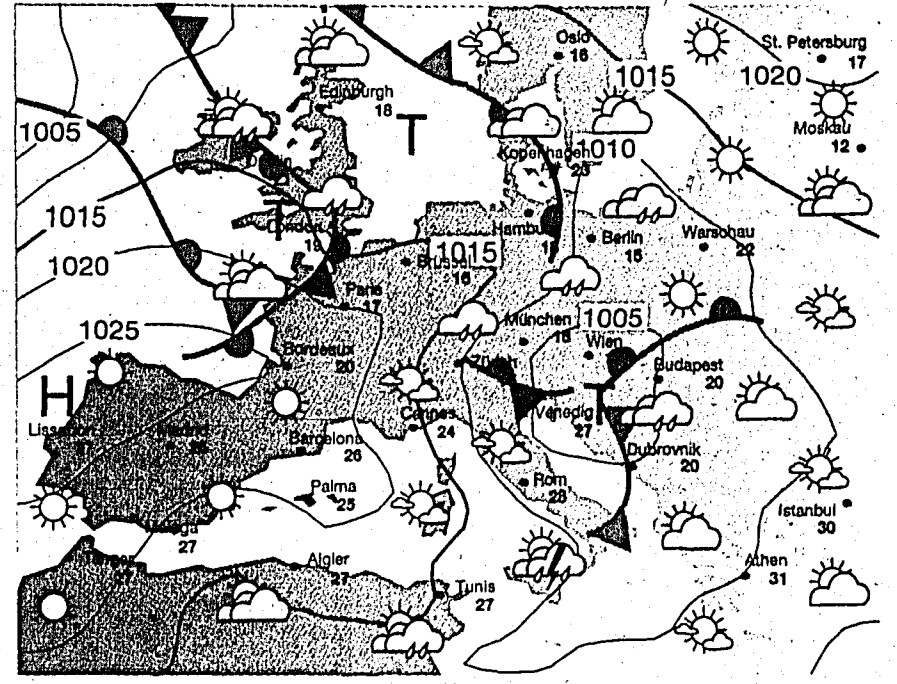 Oslo
16
St. Petersburg
17
1015
1020
Edinburgh
18
T
1005
Moskau
12
1010
Kopenhagen
23
1015
T
London
19
Hamburg
Berlin
15
Warschau
22
1015
Brüssel
16
1020
Paris
17
1005
München
18
Wien
1025
Bordeaux
20
Zürich
Budapest
20
H
T
Venedig
27
Cannes
24
Lissabon
Madrid
Barcelona
26
Dubrovnik
20
Palma
25
Rom
28
Istanbul
30
27
Algier
27
Athen
31
Tunis
27